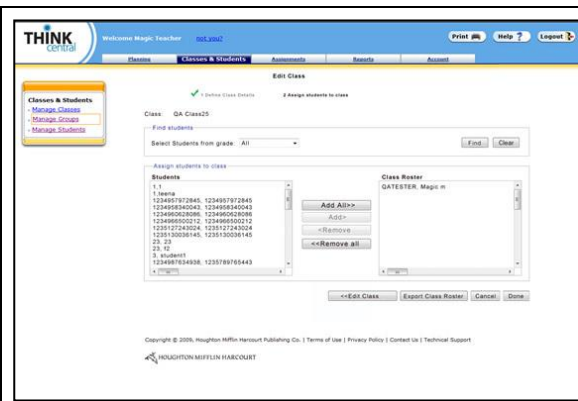 THINK central
Welcome Magic Teacher not you?
Print Help ? Logout
Planning Classes & Students Assignments Reports Account
Edit Class
1 Define Class Details 2 Assign students to class
Classes & Students
Manage Classes
Manage Groups
Manage Students
Class: QA Class25
Find students
Select Students from grade: All
Find Clear
Assign students to class
Students
1,1
1,teena
1234957972845, 1234957972845
1234958340043, 1234958340043
1234960628086, 1234960628086
1234966500212, 1234966500212
1235127243024, 1235127243024
1235130036145, 1235130036145
23, 23
23, 12
3, student1
1234987634938, 1235789765443
Add All>>
Add>
<Remove
<<Remove all
Class Roster
QATESTER, Magic m
<<Edit Class Export Class Roster Cancel Done
Copyright © 2009, Houghton Mifflin Harcourt Publishing Co. | Terms of Use | Privacy Policy | Contact Us | Technical Support
HOUGHTON MIFFLIN HARCOURT